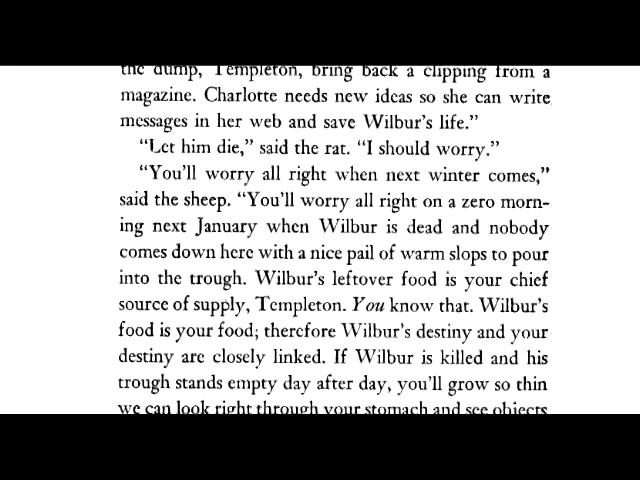 the dump, Templeton, bring back a clipping from a
magazine. Charlotte needs new ideas so she can write
messages in her web and save Wilbur's life."
"Let him die," said the rat. "I should worry."
"You'll worry all right when next winter comes,"
said the sheep. "You'll worry all right on a zero morn-
ing next January when Wilbur is dead and nobody
comes down here with a nice pail of warm slops to pour
into the trough. Wilbur's leftover food is your chief
source of supply, Templeton. You know that. Wilbur's
food is your food; therefore Wilbur's destiny and your
destiny are closely linked. If Wilbur is killed and his
trough stands empty day after day, you'll grow so thin
we can look right through your stomach and see objects